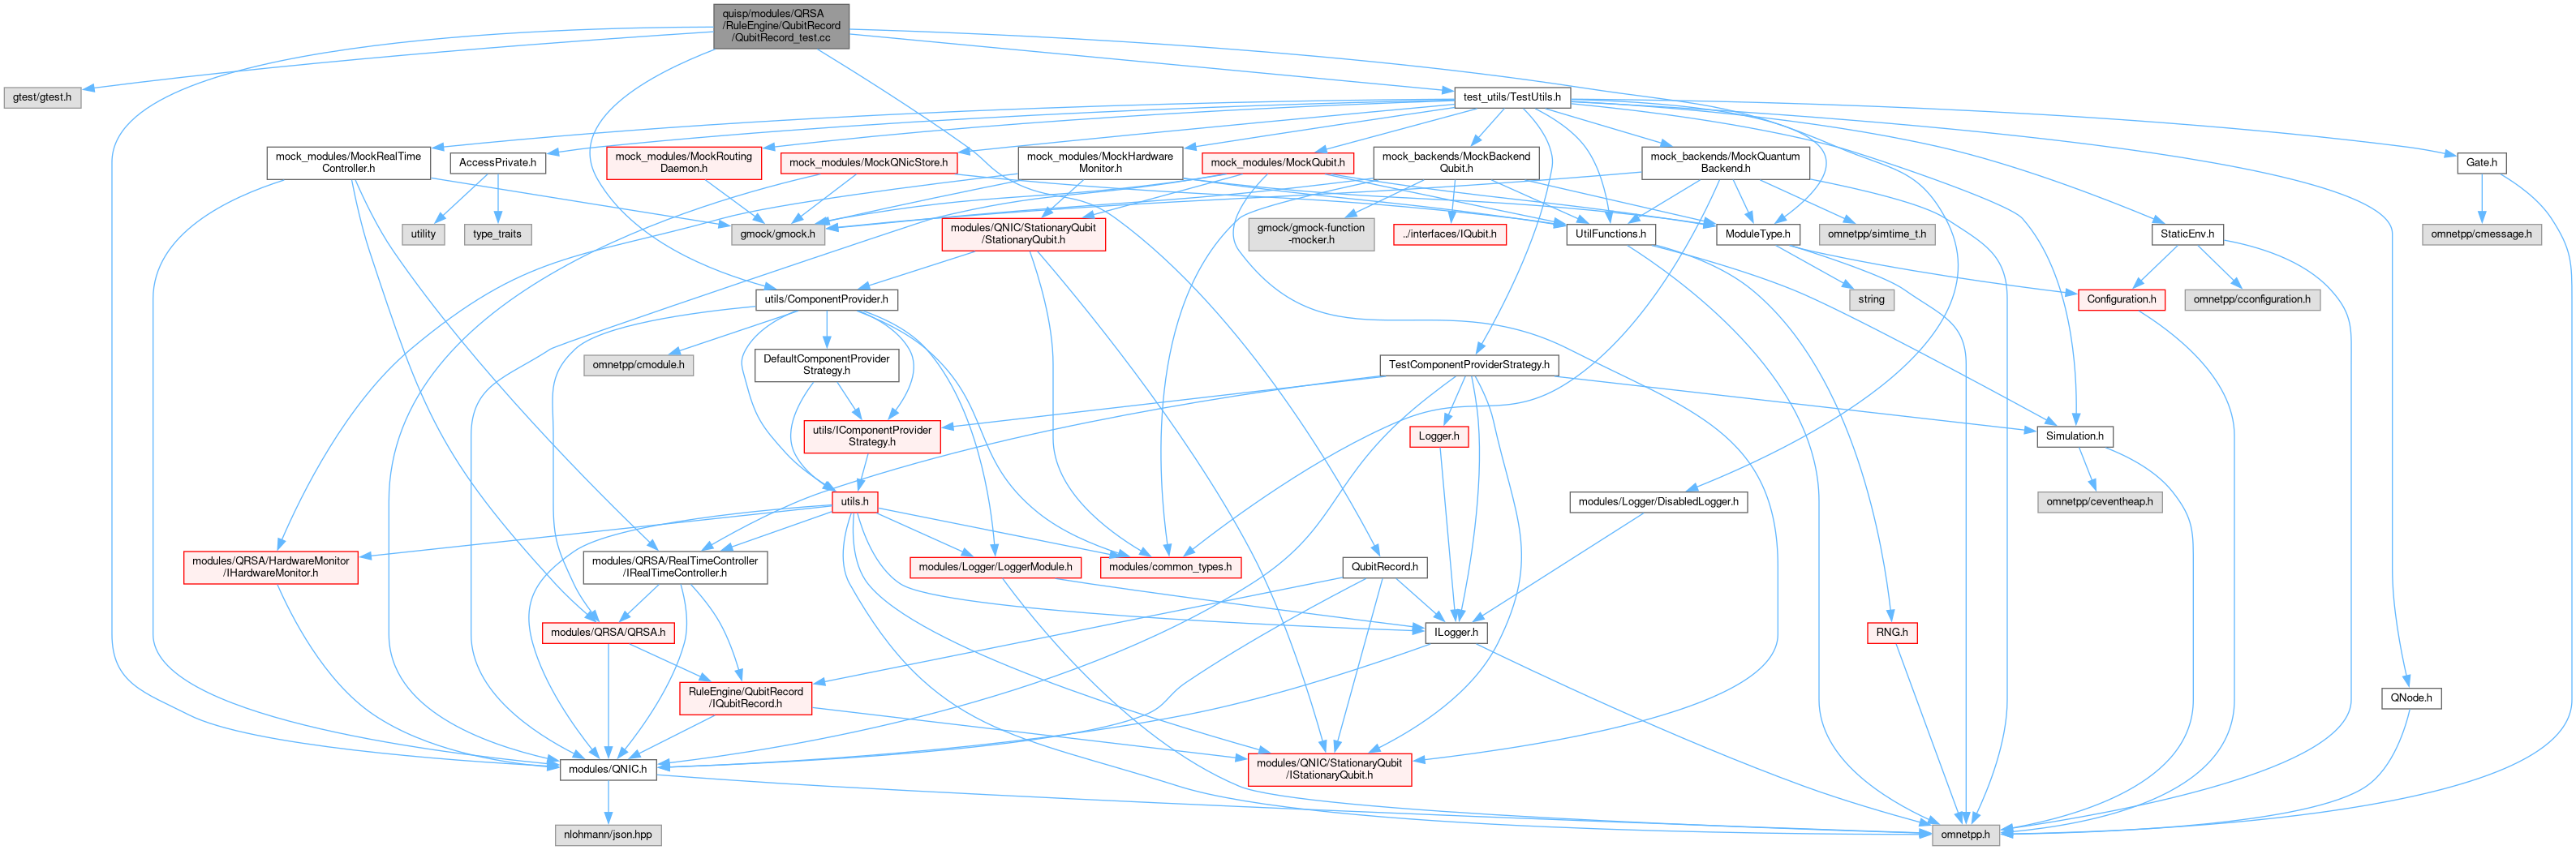 quisp/modules/QRSA
/RuleEngine/QubitRecord
/QubitRecord_test.cc
gtest/gtest.h
test_utils/TestUtils.h
mock_modules/MockRealTime
Controller.h
AccessPrivate.h
mock_modules/MockRouting
Daemon.h
mock_modules/MockQNicStore.h
mock_modules/MockHardware
Monitor.h
mock_modules/MockQubit.h
mock_backends/MockBackend
Qubit.h
mock_backends/MockQuantum
Backend.h
Gate.h
utility
type_traits
gmock/gmock.h
modules/QNIC/StationaryQubit
/StationaryQubit.h
gmock/gmock-function
-mocker.h
../interfaces/IQubit.h
UtilFunctions.h
ModuleType.h
omnetpp/simtime_t.h
StaticEnv.h
omnetpp/cmessage.h
utils/ComponentProvider.h
string
Configuration.h
omnetpp/cconfiguration.h
omnetpp/cmodule.h
DefaultComponentProvider
Strategy.h
TestComponentProviderStrategy.h
utils/IComponentProvider
Strategy.h
Logger.h
Simulation.h
utils.h
modules/Logger/DisabledLogger.h
omnetpp/ceventheap.h
modules/QRSA/HardwareMonitor
/IHardwareMonitor.h
modules/QRSA/RealTimeController
/IRealTimeController.h
modules/Logger/LoggerModule.h
modules/common_types.h
QubitRecord.h
modules/QRSA/QRSA.h
ILogger.h
RNG.h
RuleEngine/QubitRecord
/IQubitRecord.h
QNode.h
modules/QNIC.h
modules/QNIC/StationaryQubit
/IStationaryQubit.h
nlohmann/json.hpp
omnetpp.h